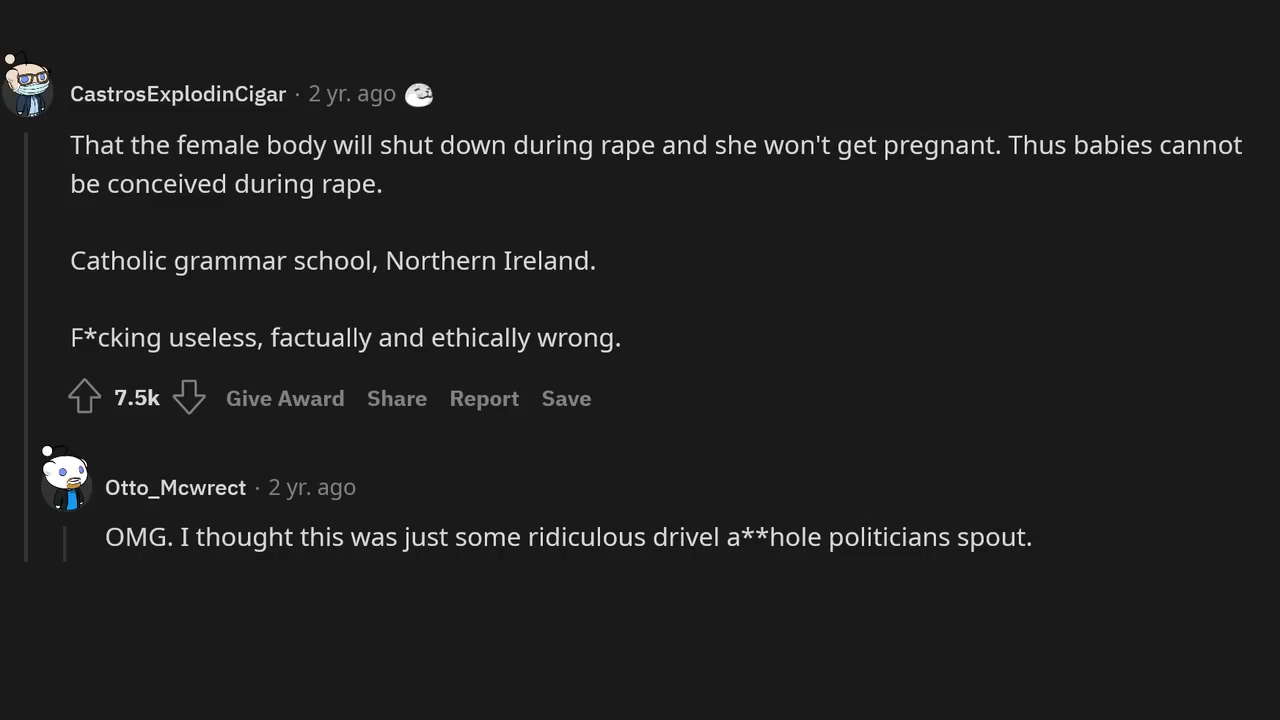 CastrosExplodinCigar · 2 yr. ago
That the female body will shut down during rape and she won't get pregnant. Thus babies cannot
be conceived during rape.
Catholic grammar school, Northern Ireland.
F*cking useless, factually and ethically wrong.
7.5k Give Award Share Report Save
Otto_Mcwrect · 2 yr. ago
OMG. I thought this was just some ridiculous drivel a**hole politicians spout.